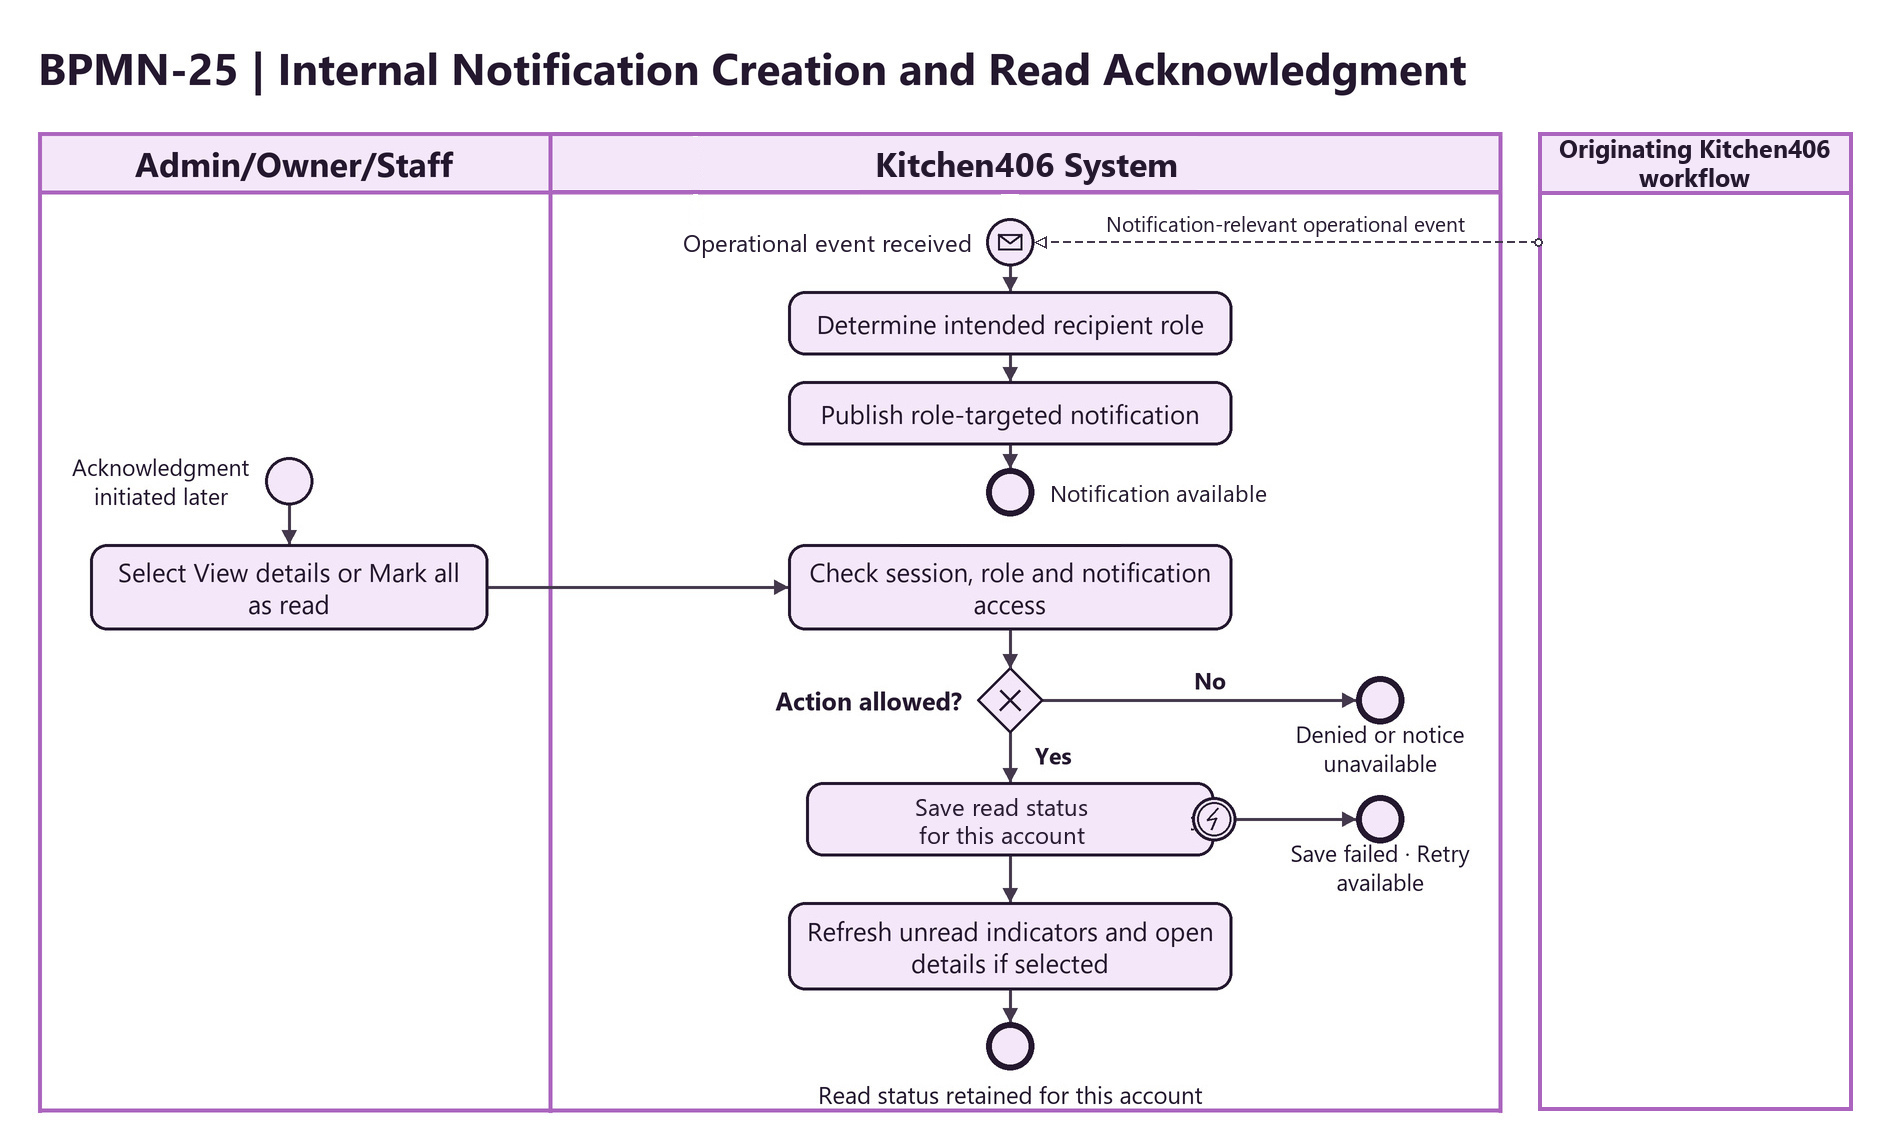 BPMN-25 | Internal Notification Creation and Read Acknowledgment
Admin/Owner/Staff
Kitchen406 System
Originating Kitchen406
workflow
Notification-relevant operational event
Operational event received
Determine intended recipient role
Publish role-targeted notification
Acknowledgment
initiated later
Notification available
Select View details or Mark all
as read
Check session, role and notification
access
Action allowed?
No
Denied or notice
unavailable
Yes
Save read status
for this account
Save failed · Retry
available
Refresh unread indicators and open
details if selected
Read status retained for this account